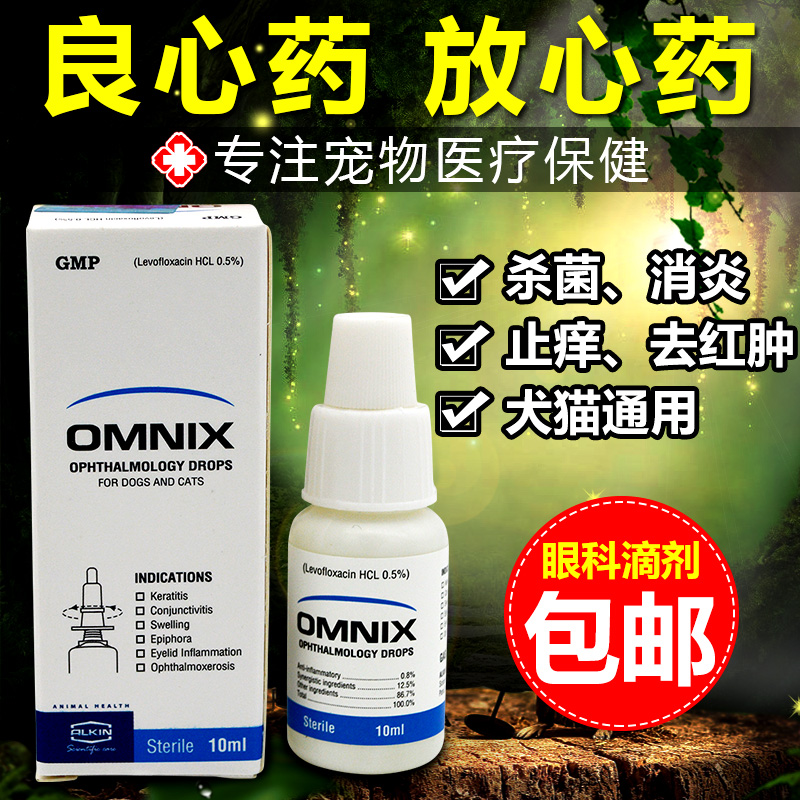 良心药 放心药
专注宠物医疗保健
GMP
(Levofloxacin HCL 0.5%)
OMNIX
OPHTHALMOLOGY DROPS
FOR DOGS AND CATS
INDICATIONS
Keratitis
Conjunctivitis
Swelling
Epiphora
Eyelid Inflammation
Ophthalmoxerosis
ANIMAL HEALTH
ALKIN
Scientific care
Sterile 10ml
杀菌、消炎
止痒、去红肿
犬猫通用
(Levofloxacin HCL 0.5%)
OMNIX
OPHTHALMOLOGY DROPS
Anti-inflammatory 0.8%
Synergistic ingredients 12.5%
Other ingredients 86.7%
Total 100.0%
Sterile 10ml
眼科滴剂
包邮